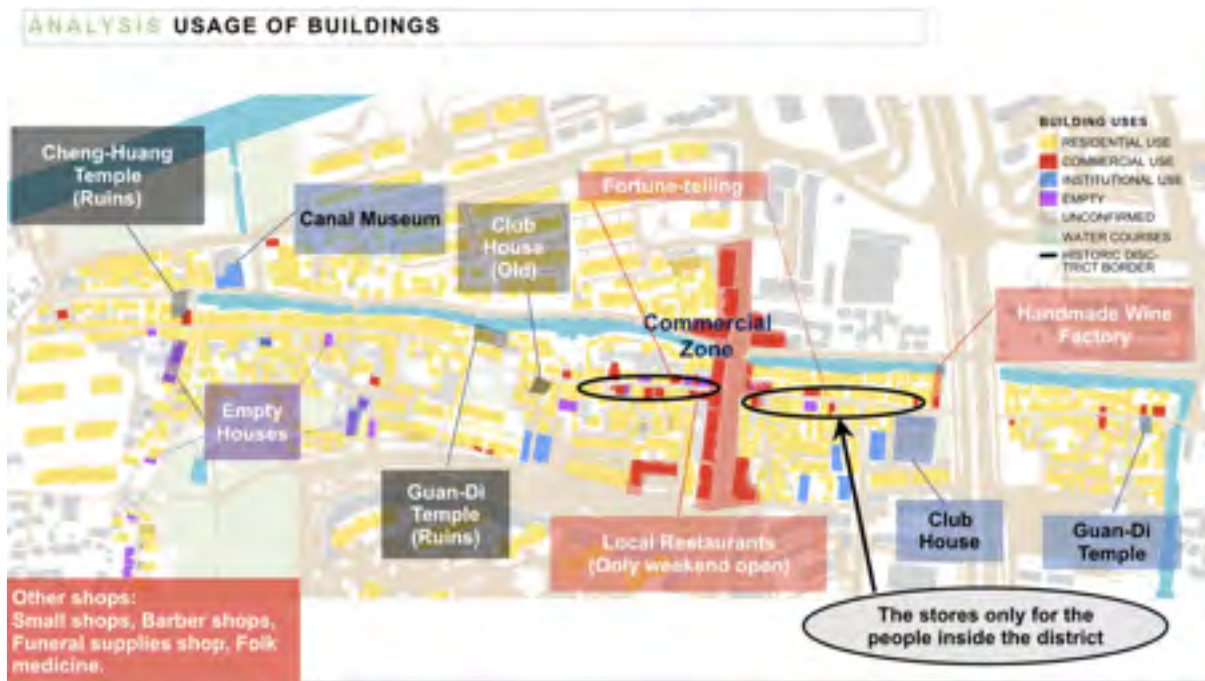 ANALYSIS USAGE OF BUILDINGS
Cheng-Huang
Temple
(Ruins)
Canal Museum
Club
House
(Old)
Fortune-telling
BUILDING USES
RESIDENTIAL USE
COMMERCIAL USE
INSTITUTIONAL USE
EMPTY
UNCONFIRMED
WATER COURSES
HISTORIC DISC-
TRICT BORDER
Commercial
Zone
Handmade Wine
Factory
Empty
Houses
Guan-Di
Temple
(Ruins)
Local Restaurants
(Only weekend open)
Club
House
Guan-Di
Temple
Other shops:
Small shops, Barber shops,
Funeral supplies shop, Folk
medicine.
The stores only for the
people inside the district